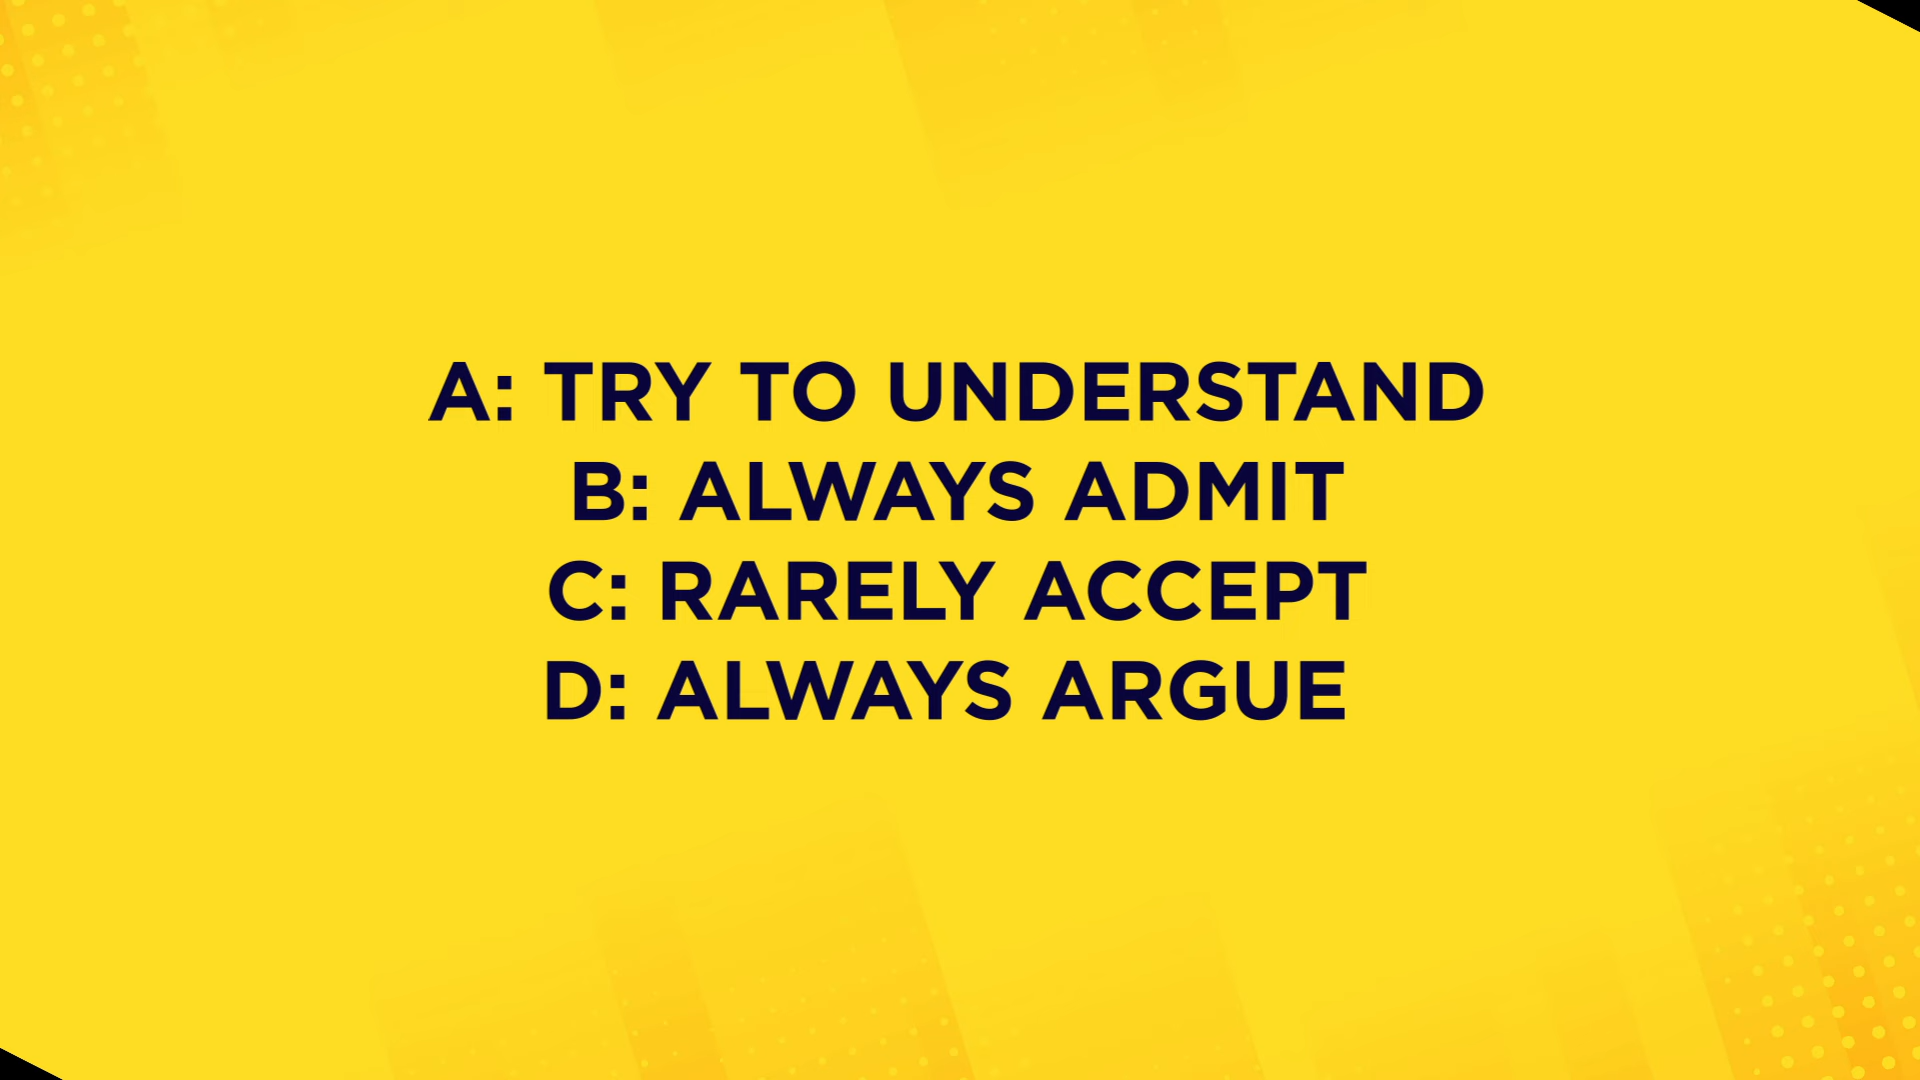 A: TRY TO UNDERSTAND
B: ALWAYS ADMIT
C: RARELY ACCEPT
D: ALWAYS ARGUE